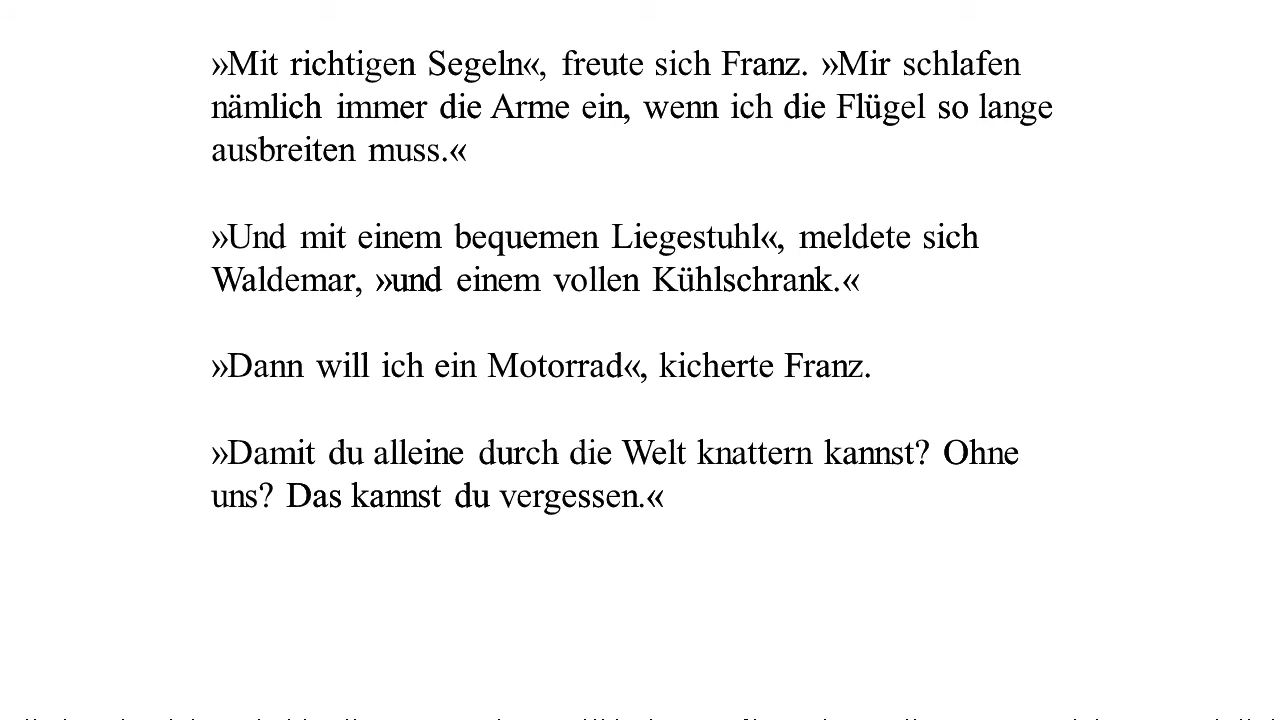 »Mit richtigen Segeln«, freute sich Franz. »Mir schlafen
nämlich immer die Arme ein, wenn ich die Flügel so lange
ausbreiten muss.«
»Und mit einem bequemen Liegestuhl«, meldete sich
Waldemar, »und einem vollen Kühlschrank.«
»Dann will ich ein Motorrad«, kicherte Franz.
»Damit du alleine durch die Welt knattern kannst? Ohne
uns? Das kannst du vergessen.«